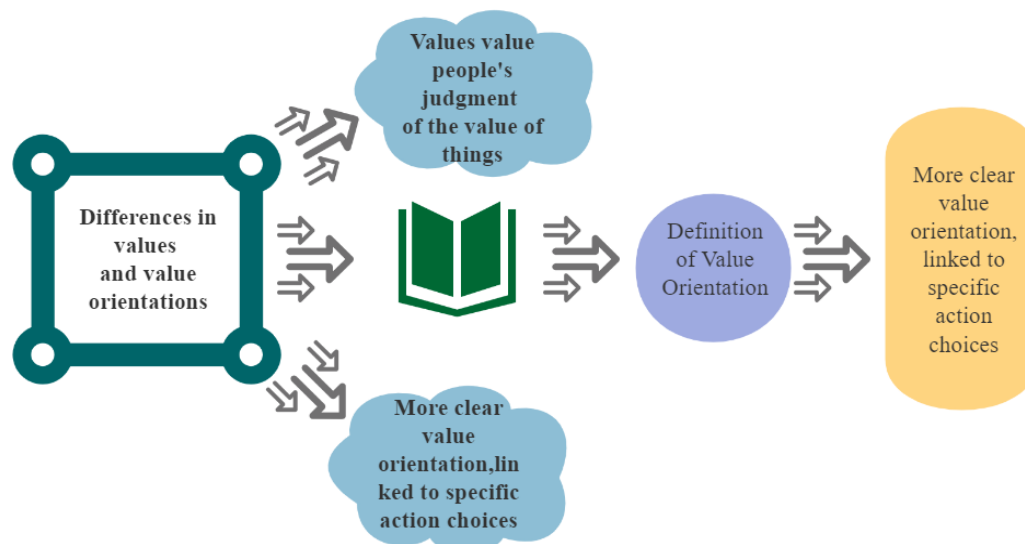 Values value
people's
judgment
of the value of
things
Differences in
values
and value
orientations
Definition
of Value
Orientation
More clear
value
orientation,
linked to
specific
action
choices
More clear
value
orientation,lin
ked to specific
action choices